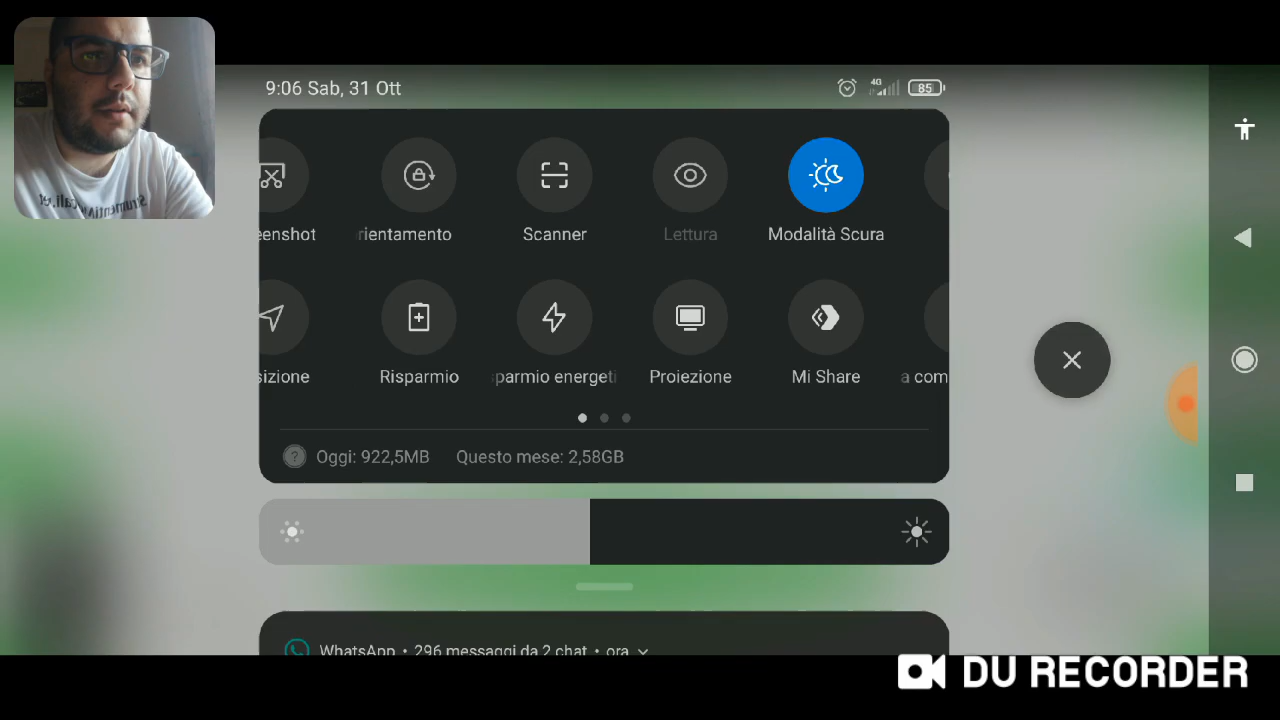 9:06 Sab, 31 Ott
4G
85
eenshot
rientamento
Scanner
Lettura
Modalità Scura
sizione
Risparmio
parmio energeti
Proiezione
Mi Share
a com
Oggi: 922,5MB Questo mese: 2,58GB
WhatsApp • 296 messaggi da 2 chat • ora
DU RECORDER